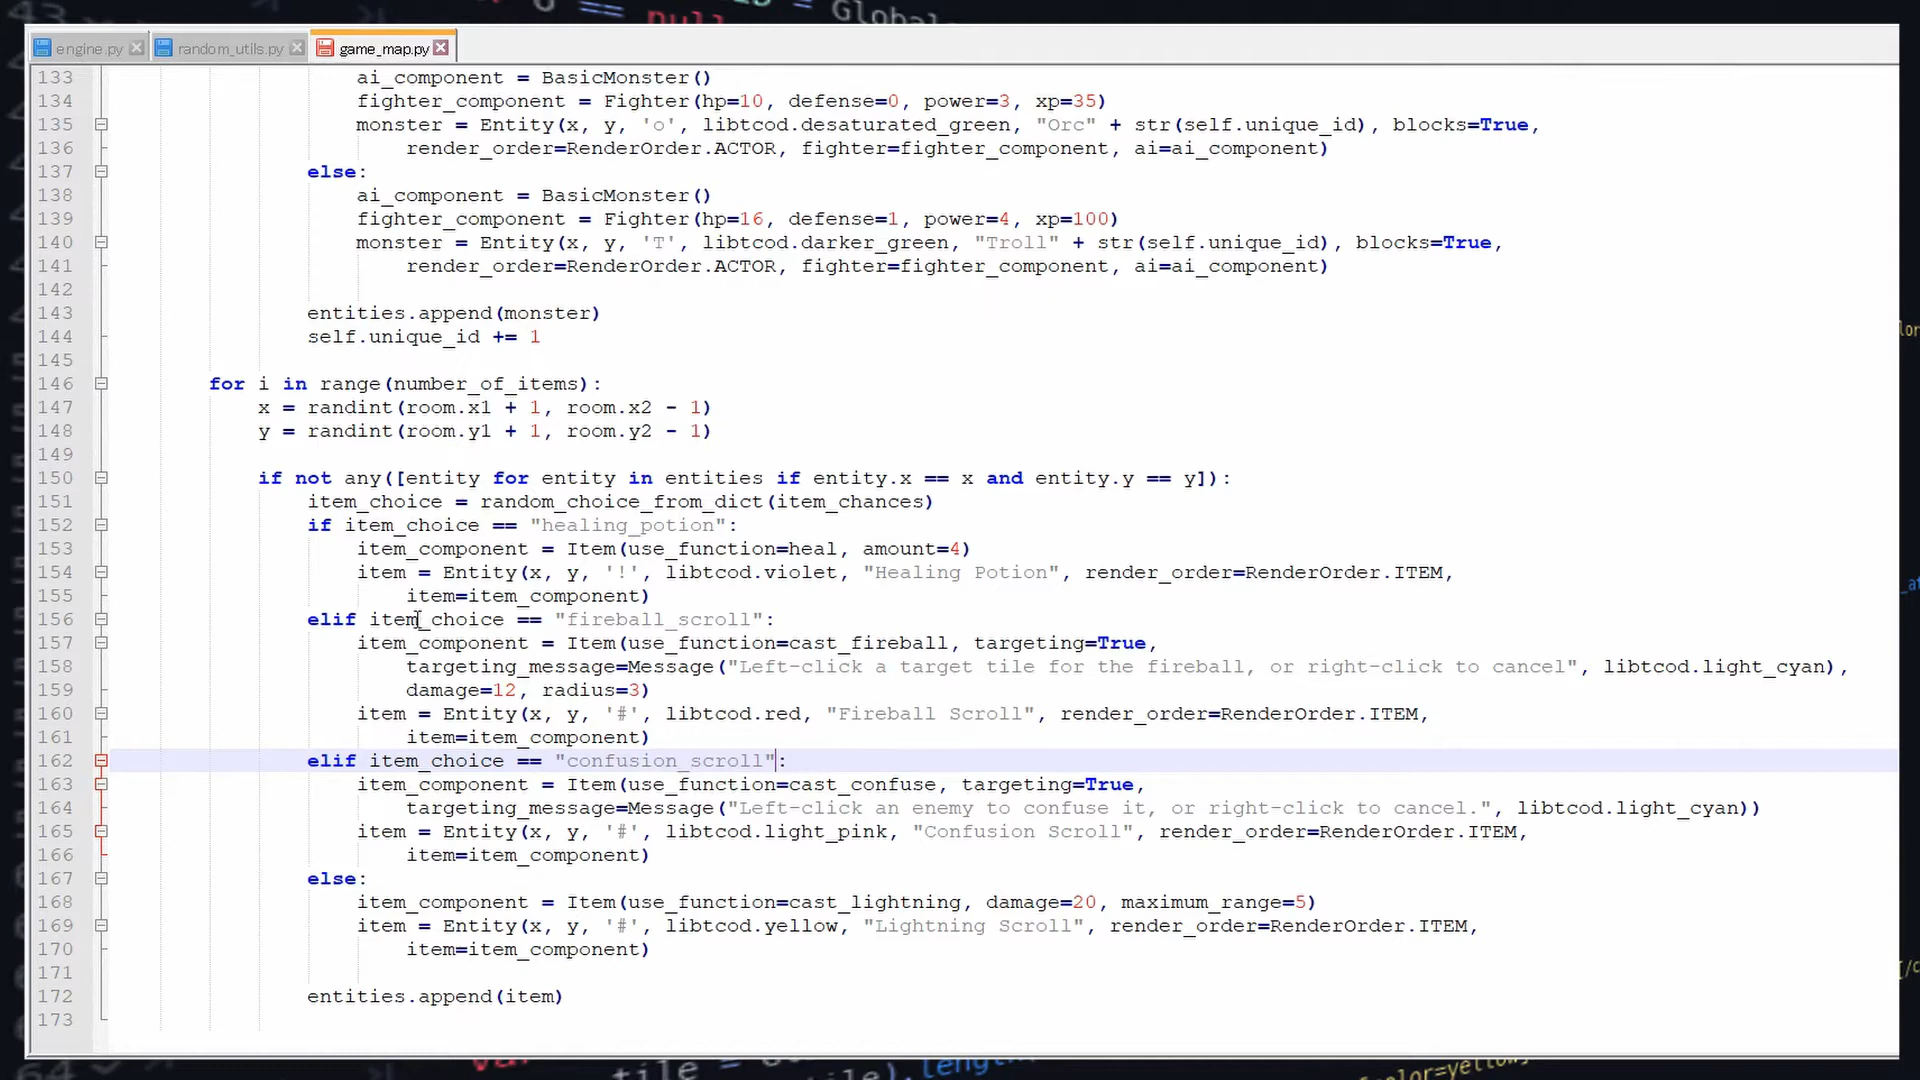 == null
Global
engine.py
random_utils.py
game_map.py
133 ai_component = BasicMonster()
134 fighter_component = Fighter(hp=10, defense=0, power=3, xp=35)
135 monster = Entity(x, y, 'o', libtcod.desaturated_green, "Orc" + str(self.unique_id), blocks=True,
136 render_order=RenderOrder.ACTOR, fighter=fighter_component, ai=ai_component)
137 else:
138 ai_component = BasicMonster()
139 fighter_component = Fighter(hp=16, defense=1, power=4, xp=100)
140 monster = Entity(x, y, 'T', libtcod.darker_green, "Troll" + str(self.unique_id), blocks=True,
141 render_order=RenderOrder.ACTOR, fighter=fighter_component, ai=ai_component)
142
143 entities.append(monster)
144 self.unique_id += 1
145
146 for i in range(number_of_items):
147 x = randint(room.x1 + 1, room.x2 - 1)
148 y = randint(room.y1 + 1, room.y2 - 1)
149
150 if not any([entity for entity in entities if entity.x == x and entity.y == y]):
151 item_choice = random_choice_from_dict(item_chances)
152 if item_choice == "healing_potion":
153 item_component = Item(use_function=heal, amount=4)
154 item = Entity(x, y, '!', libtcod.violet, "Healing Potion", render_order=RenderOrder.ITEM,
155 item=item_component)
156 elif item_choice == "fireball_scroll":
157 item_component = Item(use_function=cast_fireball, targeting=True,
158 targeting_message=Message("Left-click a target tile for the fireball, or right-click to cancel", libtcod.light_cyan),
159 damage=12, radius=3)
160 item = Entity(x, y, '#', libtcod.red, "Fireball Scroll", render_order=RenderOrder.ITEM,
161 item=item_component)
162 elif item_choice == "confusion_scroll":
163 item_component = Item(use_function=cast_confuse, targeting=True,
164 targeting_message=Message("Left-click an enemy to confuse it, or right-click to cancel.", libtcod.light_cyan))
165 item = Entity(x, y, '#', libtcod.light_pink, "Confusion Scroll", render_order=RenderOrder.ITEM,
166 item=item_component)
167 else:
168 item_component = Item(use_function=cast_lightning, damage=20, maximum_range=5)
169 item = Entity(x, y, '#', libtcod.yellow, "Lightning Scroll", render_order=RenderOrder.ITEM,
170 item=item_component)
171
172 entities.append(item)
173